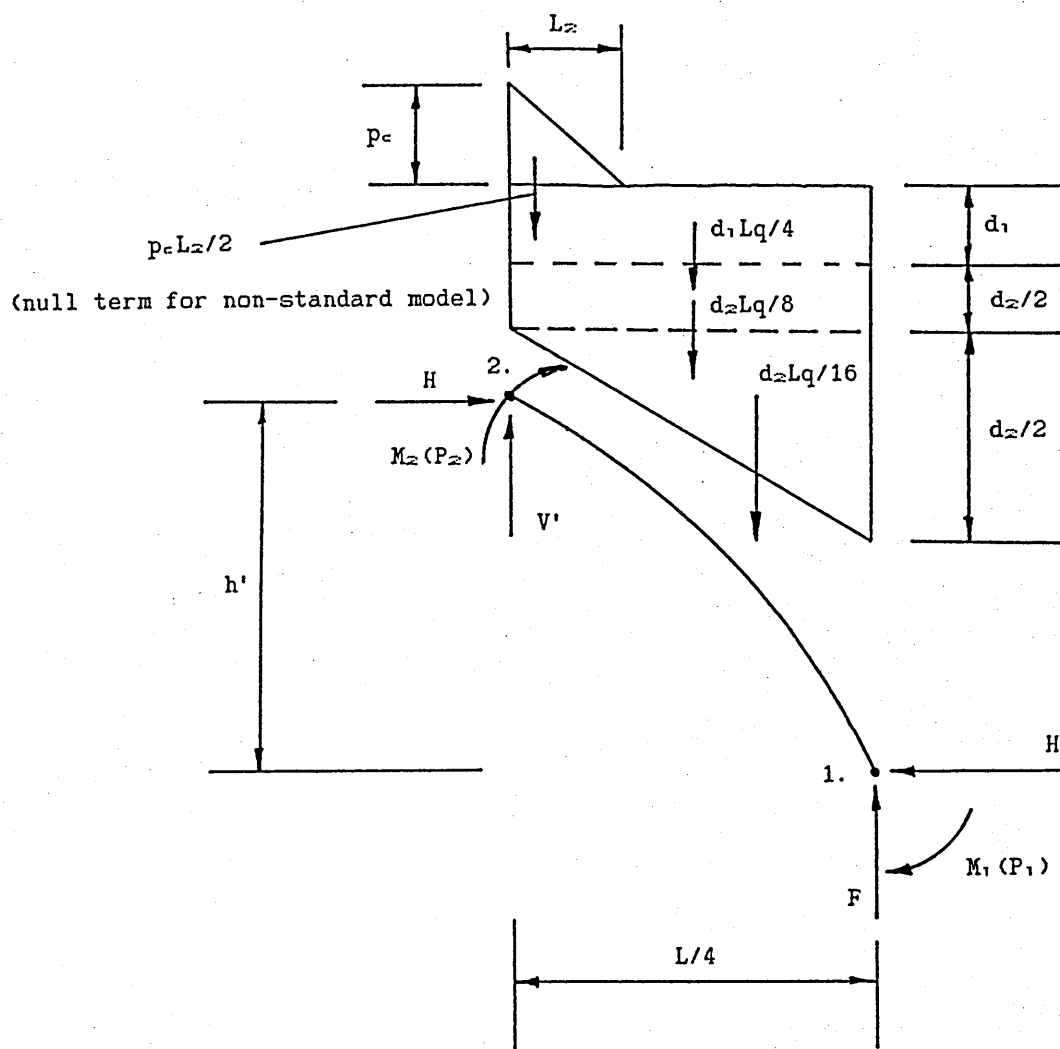 L₂
p꜀
d₁
p꜀L₂/2
d₁Lq/4
(null term for non-standard model)
d₂Lq/8
d₂/2
2.
H
d₂Lq/16
d₂/2
M₂(P₂)
V'
h'
H
1.
M₁(P₁)
F
L/4